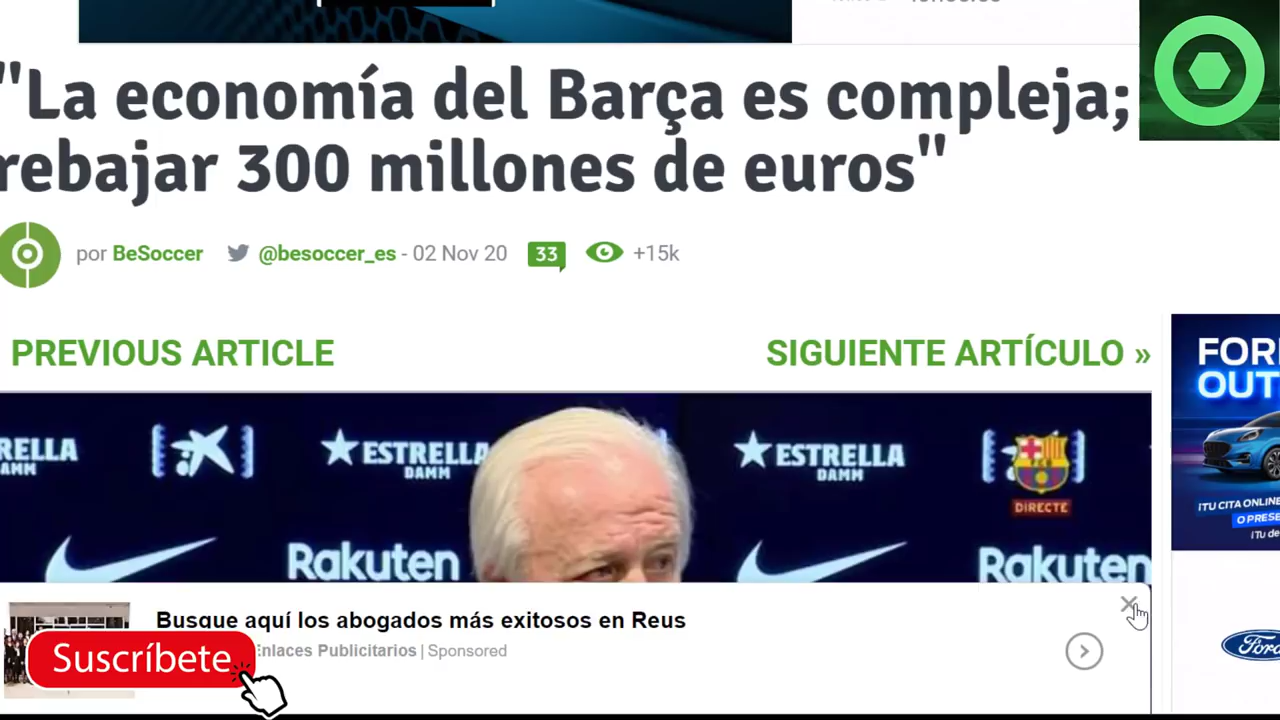 "La economía del Barça es compleja;
rebajar 300 millones de euros"
por BeSoccer @besoccer_es - 02 Nov 20 33 +15k
PREVIOUS ARTICLE
SIGUIENTE ARTÍCULO »
ESTRELLA
DAMM
ESTRELLA
DAMM
DIRECTE
Rakuten
Rakuten
OUT
¡TU CITA ONLINE
O PRESE
¡Tu de
Ford
Busque aquí los abogados más exitosos en Reus
Enlaces Publicitarios | Sponsored
Suscríbete